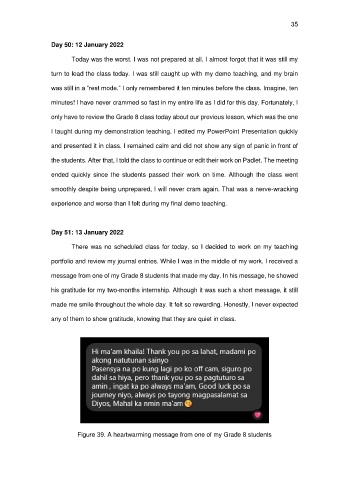 35
Day 50: 12 January 2022
Today was the worst. I was not prepared at all. I almost forgot that it was still my
turn to lead the class today. I was still caught up with my demo teaching, and my brain
was still in a "rest mode." I only remembered it ten minutes before the class. Imagine, ten
minutes! I have never crammed so fast in my entire life as I did for this day. Fortunately, I
only have to review the Grade 8 class today about our previous lesson, which was the one
I taught during my demonstration teaching. I edited my PowerPoint Presentation quickly
and presented it in class. I remained calm and did not show any sign of panic in front of
the students. After that, I told the class to continue or edit their work on Padlet. The meeting
ended quickly since the students passed their work on time. Although the class went
smoothly despite being unprepared, I will never cram again. That was a nerve-wracking
experience and worse than I felt during my final demo teaching.
Day 51: 13 January 2022
There was no scheduled class for today, so I decided to work on my teaching
portfolio and review my journal entries. While I was in the middle of my work, I received a
message from one of my Grade 8 students that made my day. In his message, he showed
his gratitude for my two-months internship. Although it was such a short message, it still
made me smile throughout the whole day. It felt so rewarding. Honestly, I never expected
any of them to show gratitude, knowing that they are quiet in class.
Hi ma'am khaila! Thank you po sa lahat, madami po
akong natutunan sainyo
Pasensya na po kung lagi po ko off cam, siguro po
dahil sa hiya, pero thank you po sa pagtuturo sa
amin , ingat ka po always ma'am, Good luck po sa
journey niyo, always po tayong magpasalamat sa
Diyos, Mahal ka nmin ma'am 😘
Figure 39. A heartwarming message from one of my Grade 8 students